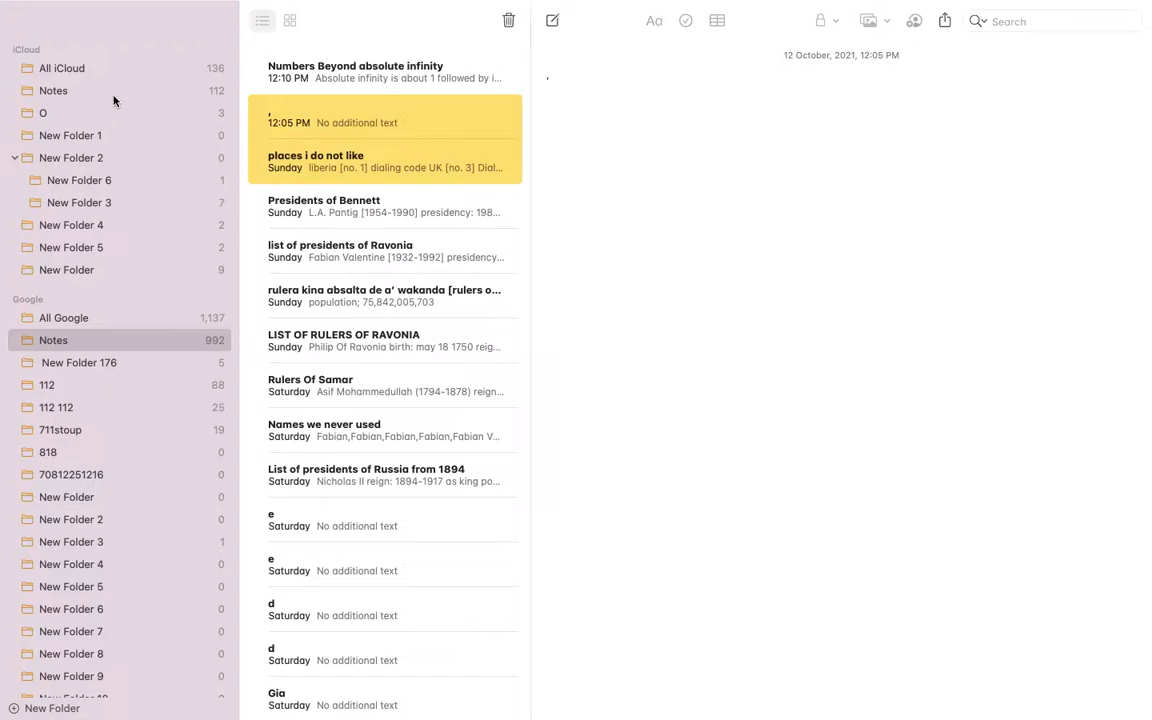 iCloud
All iCloud 136
Notes 112
O 3
New Folder 1 0
New Folder 2 0
New Folder 6 1
New Folder 3 7
New Folder 4 2
New Folder 5 2
New Folder 9
Google
All Google 1,137
Notes 992
New Folder 176 5
112 88
112 112 25
711stoup 19
818 0
70812251216 0
New Folder 0
New Folder 2 0
New Folder 3 1
New Folder 4 0
New Folder 5 0
New Folder 6 0
New Folder 7 0
New Folder 8 0
New Folder 9 0
New Folder
Numbers Beyond absolute infinity
12:10 PM Absolute infinity is about 1 followed by i...
,
12:05 PM No additional text
places i do not like
Sunday liberia [no. 1] dialing code UK [no. 3] Dial...
Presidents of Bennett
Sunday L.A. Pantig [1954-1990] presidency: 198...
list of presidents of Ravonia
Sunday Fabian Valentine [1932-1992] presidency...
rulera kina absalta de a' wakanda [rulers o...
Sunday population; 75,842,005,703
LIST OF RULERS OF RAVONIA
Sunday Philip Of Ravonia birth: may 18 1750 reig...
Rulers Of Samar
Saturday Asif Mohammedullah (1794-1878) reign...
Names we never used
Saturday Fabian,Fabian,Fabian,Fabian,Fabian V...
List of presidents of Russia from 1894
Saturday Nicholas II reign: 1894-1917 as king po...
e
Saturday No additional text
e
Saturday No additional text
d
Saturday No additional text
d
Saturday No additional text
Gia
Saturday No additional text
Aa
Search
12 October, 2021, 12:05 PM
,